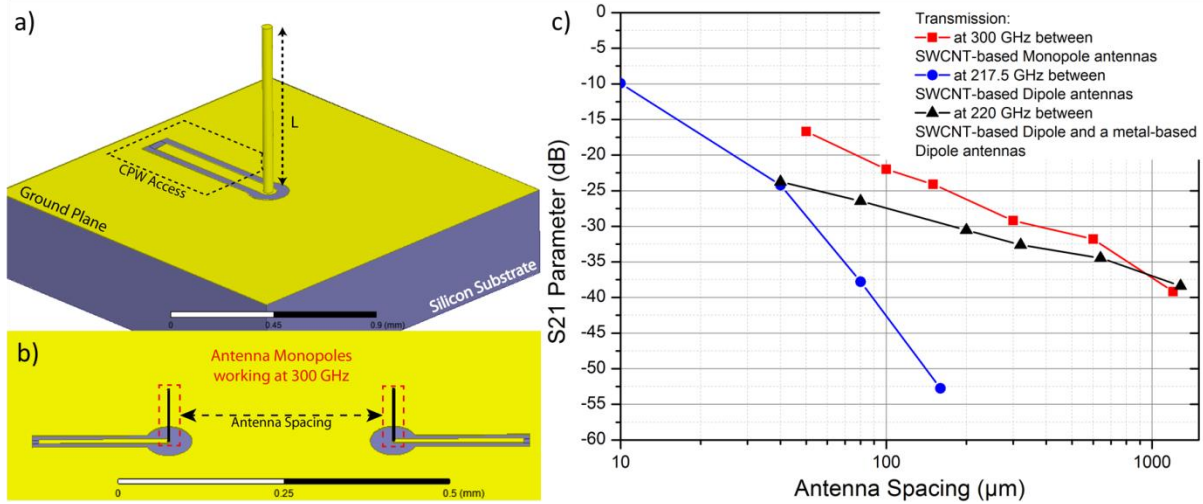 a)
L
CPW Access
Ground Plane
Silicon Substrate
0
0.45
0.9 (mm)
b)
Antenna Monopoles
working at 300 GHz
Antenna Spacing
0
0.25
0.5 (mm)
c)
Transmission:
at 300 GHz between
SWCNT-based Monopole antennas
at 217.5 GHz between
SWCNT-based Dipole antennas
at 220 GHz between
SWCNT-based Dipole and a metal-based
Dipole antennas
S21 Parameter (dB)
0
-5
-10
-15
-20
-25
-30
-35
-40
-45
-50
-55
-60
10
100
1000
Antenna Spacing (µm)